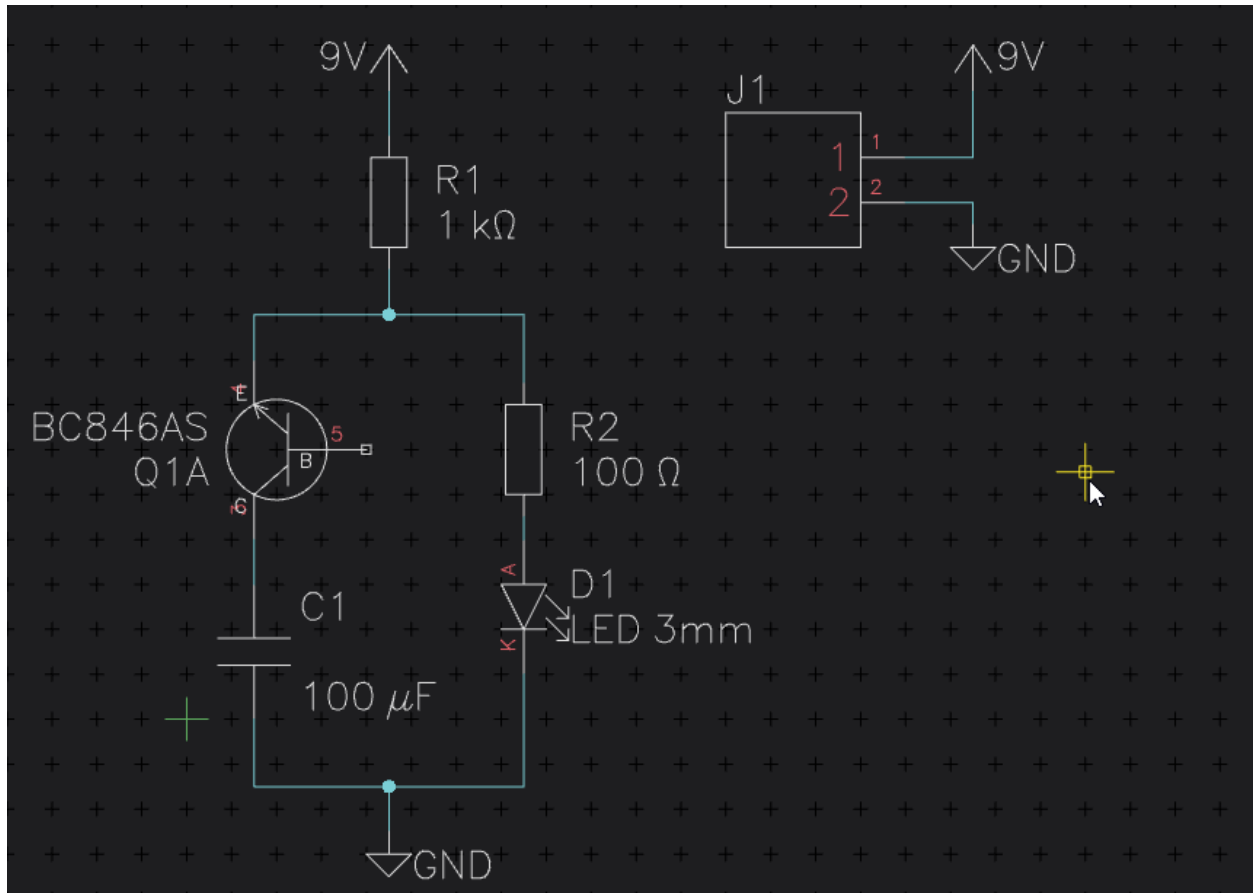 9V
9V
J1
1
1
2
2
R1
1 kΩ
GND
E
BC846AS
5
B
Q1A
R2
100 Ω
C
A
D1
LED 3mm
K
C1
100 µF
GND